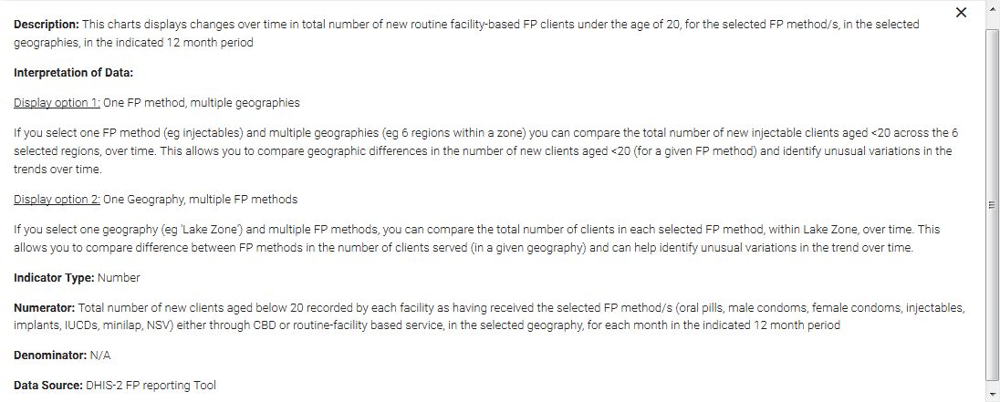 Description: This charts displays changes over time in total number of new routine facility-based FP clients under the age of 20, for the selected FP method/s, in the selected
geographies, in the indicated 12 month period
Interpretation of Data:
Display option 1: One FP method, multiple geographies
If you select one FP method (eg injectables) and multiple geographies (eg 6 regions within a zone) you can compare the total number of new injectable clients aged <20 across the 6
selected regions, over time. This allows you to compare geographic differences in the number of new clients aged <20 (for a given FP method) and identify unusual variations in the
trends over time.
Display option 2: One Geography, multiple FP methods
If you select one geography (eg 'Lake Zone') and multiple FP methods, you can compare the total number of clients in each selected FP method, within Lake Zone, over time. This
allows you to compare difference between FP methods in the number of clients served (in a given geography) and can help identify unusual variations in the trend over time.
Indicator Type: Number
Numerator: Total number of new clients aged below 20 recorded by each facility as having received the selected FP method/s (oral pills, male condoms, female condoms, injectables,
implants, IUCDs, minilap, NSV) either through CBD or routine-facility based service, in the selected geography, for each month in the indicated 12 month period
Denominator: N/A
Data Source: DHIS-2 FP reporting Tool